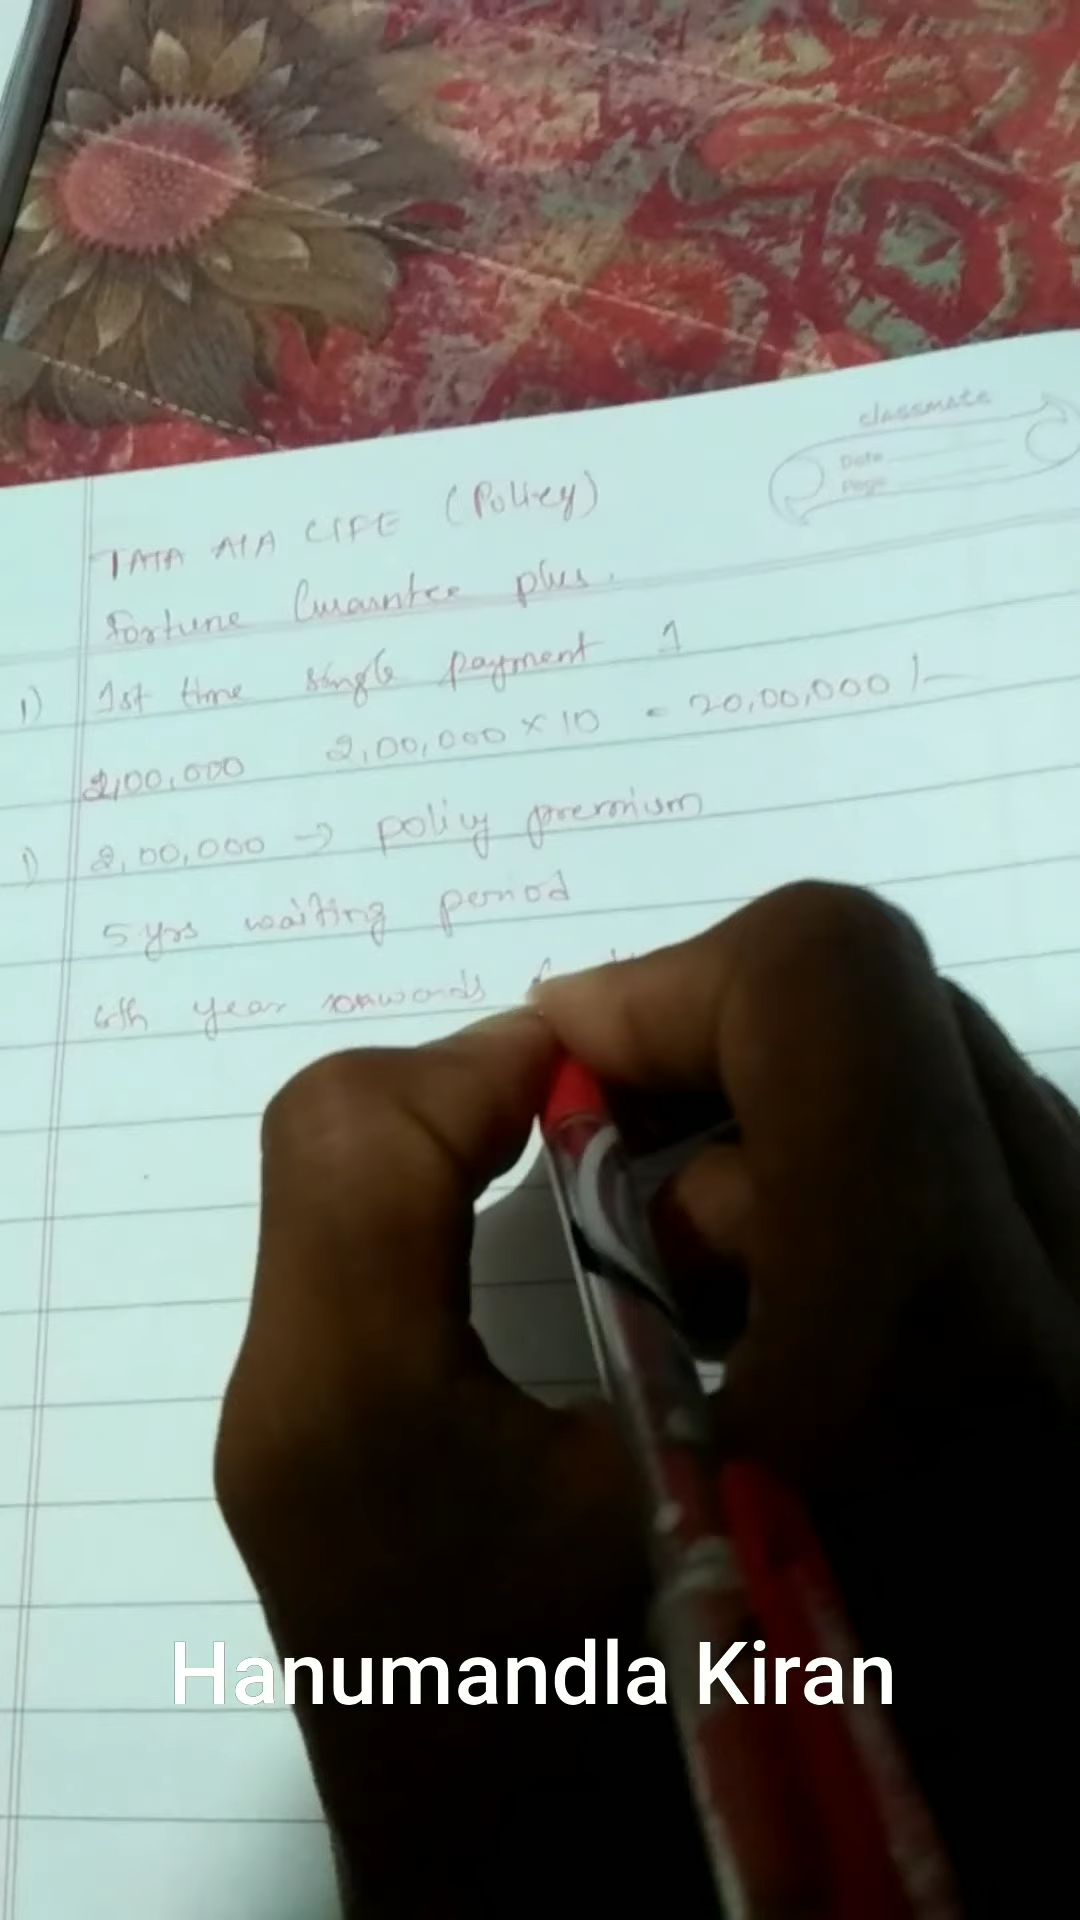 classmate
Date
Page
TATA AIA LIFE (Policy)
Fortune Guarntee plus.
1) 1st time single payment 1
2,00,000 2,00,000 × 10 = 20,00,000/-
1) 2,00,000 → policy premium
5 yrs waiting period
6th year onwards
Hanumandla Kiran